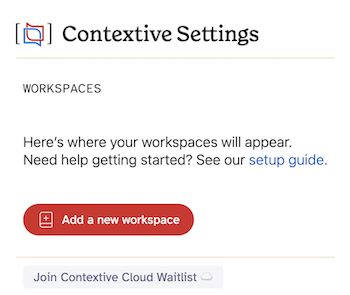 Contextive Settings
WORKSPACES
Here's where your workspaces will appear.
Need help getting started? See our setup guide.
Add a new workspace
Join Contextive Cloud Waitlist